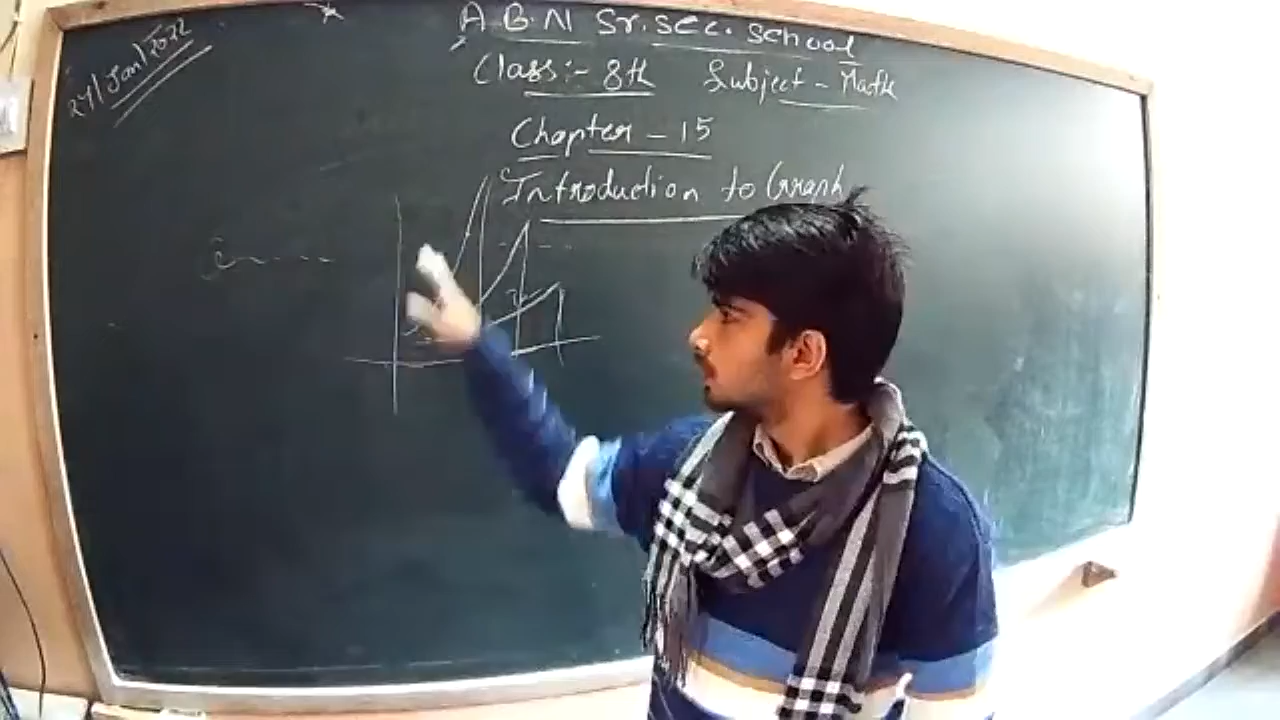 24/Jan/2022
A.B.N Sr. Sec. School
Class:- 8th Subject - Math
Chapter - 15
Introduction to Graph